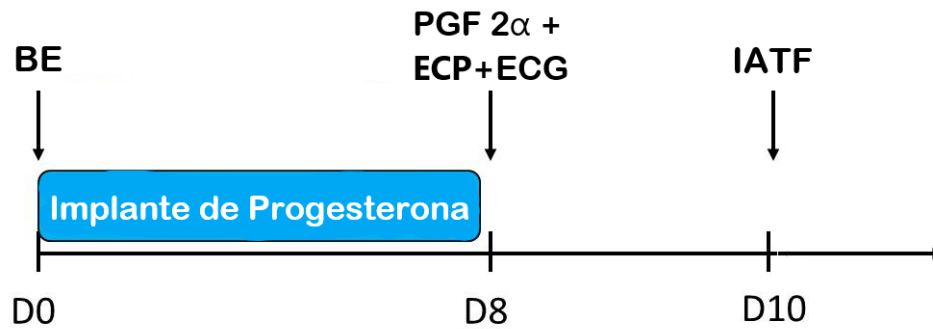 BE
PGF 2α +
ECP+ECG
IATF
Implante de Progesterona
D0
D8
D10